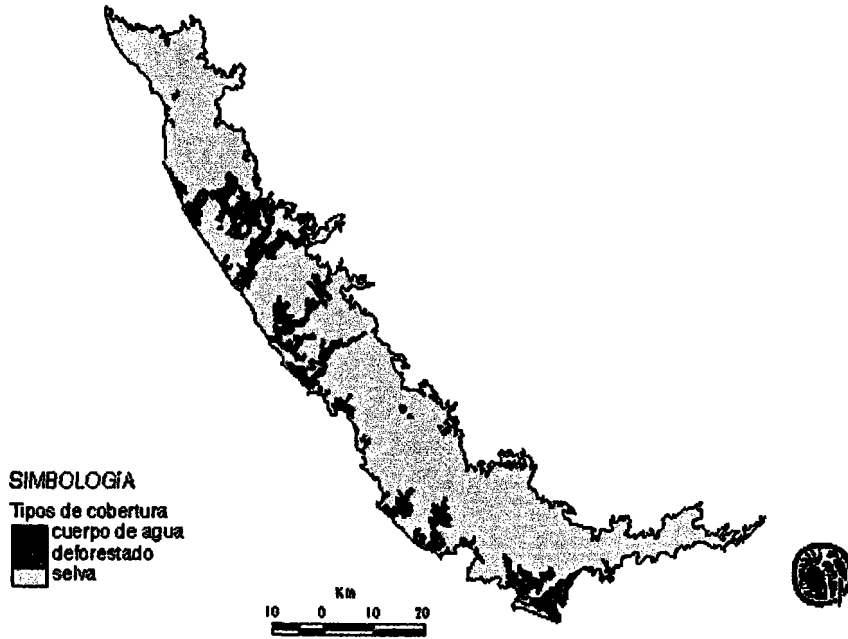 SIMBOLOGÍA
Tipos de cobertura
cuerpo de agua
deforestado
selva
Km
10 0 10 20